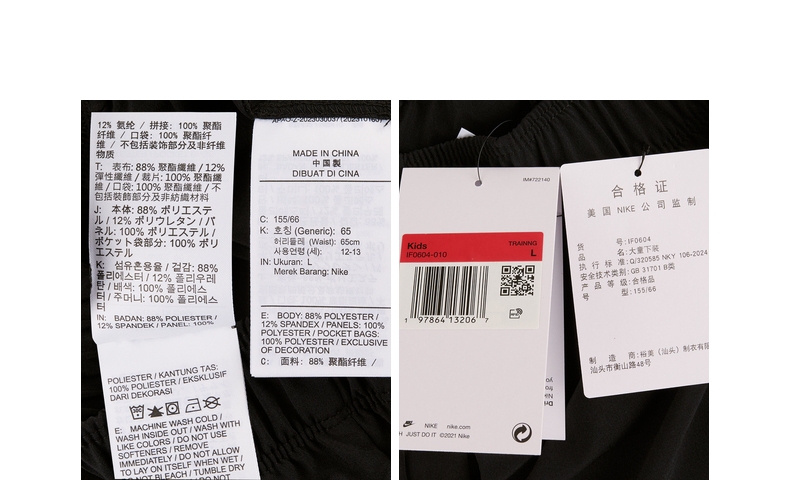 12% 氨纶 / 拼接: 100% 聚酯
纤维 / 口袋: 100% 聚酯纤
维 / 不包括装饰部分及非纤维
物质
T: 表布: 88% 聚酯纖維 / 12%
彈性纖維 / 裁片: 100% 聚酯纖
維 / 口袋: 100% 聚酯纖維 / 不
包括裝飾部分及非紡織材料
J: 本体: 88% ポリエステ
ル / 12% ポリウレタン / パ
ネル: 100% ポリエステル /
ポケット袋部分: 100% ポリ
エステル
K: 섬유혼용율 / 겉감: 88%
폴리에스터 / 12% 폴리우레
탄 / 배색: 100% 폴리에스
터 / 주머니: 100% 폴리에스
터
IN: BADAN: 88% POLIESTER /
12% SPANDEK / PANEL: 100%
POLIESTER / KANTUNG TAS:
100% POLIESTER / EKSKLUSIF
DARI DEKORASI
E: MACHINE WASH COLD /
WASH INSIDE OUT / WASH WITH
LIKE COLORS / DO NOT USE
SOFTENERS / REMOVE
IMMEDIATELY / DO NOT ALLOW
TO LAY ON ITSELF WHEN WET /
DO NOT BLEACH / TUMBLE DRY
MADE IN CHINA
中国製
DIBUAT DI CINA
C: 155/66
K: 호칭 (Generic): 65
허리둘레 (Waist): 65cm
사용연령 (세): 12-13
IN: Ukuran: L
Merek Barang: Nike
E: BODY: 88% POLYESTER /
12% SPANDEX / PANELS: 100%
POLYESTER / POCKET BAGS:
100% POLYESTER / EXCLUSIVE
OF DECORATION
C: 面料: 88% 聚酯纤维 /
IM#722140
Kids TRAINING
IF0604-010 L
1 97864 13206 7
NIKE nike.com
JUST DO IT ©2021 Nike
合格证
美国 NIKE 公司监制
货 号: IF0604
品 名: 大童下装
执行标准: Q/320585 NKY 106-2024
安全技术类别: GB 31701 B类
产品等级: 合格品
号 型: 155/66
制 造 商: 裕美 (汕头) 制衣有限
汕头市衡山路48号